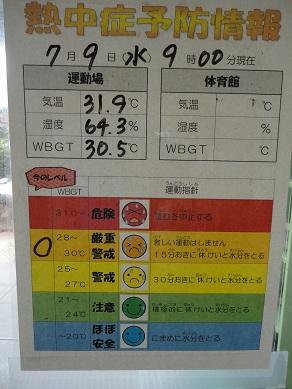 熱中症予防情報
7月9日(水) 9時00分現在
運動場 体育館
気温 31.9℃ 気温 ℃
湿度 64.3% 湿度 %
WBGT 30.5℃ WBGT ℃
今のレベル
WBGT 運動指針
31℃~ 危険 運動を中止する
28~30℃ 厳重警戒 激しい運動はしません
15分おきに休けいと水分をとる
25~27℃ 警戒 30分おきに休けいと水分をとる
21~24℃ 注意 積極的に休けいと水分をとる
~20℃ ほぼ安全 こまめに水分をとる